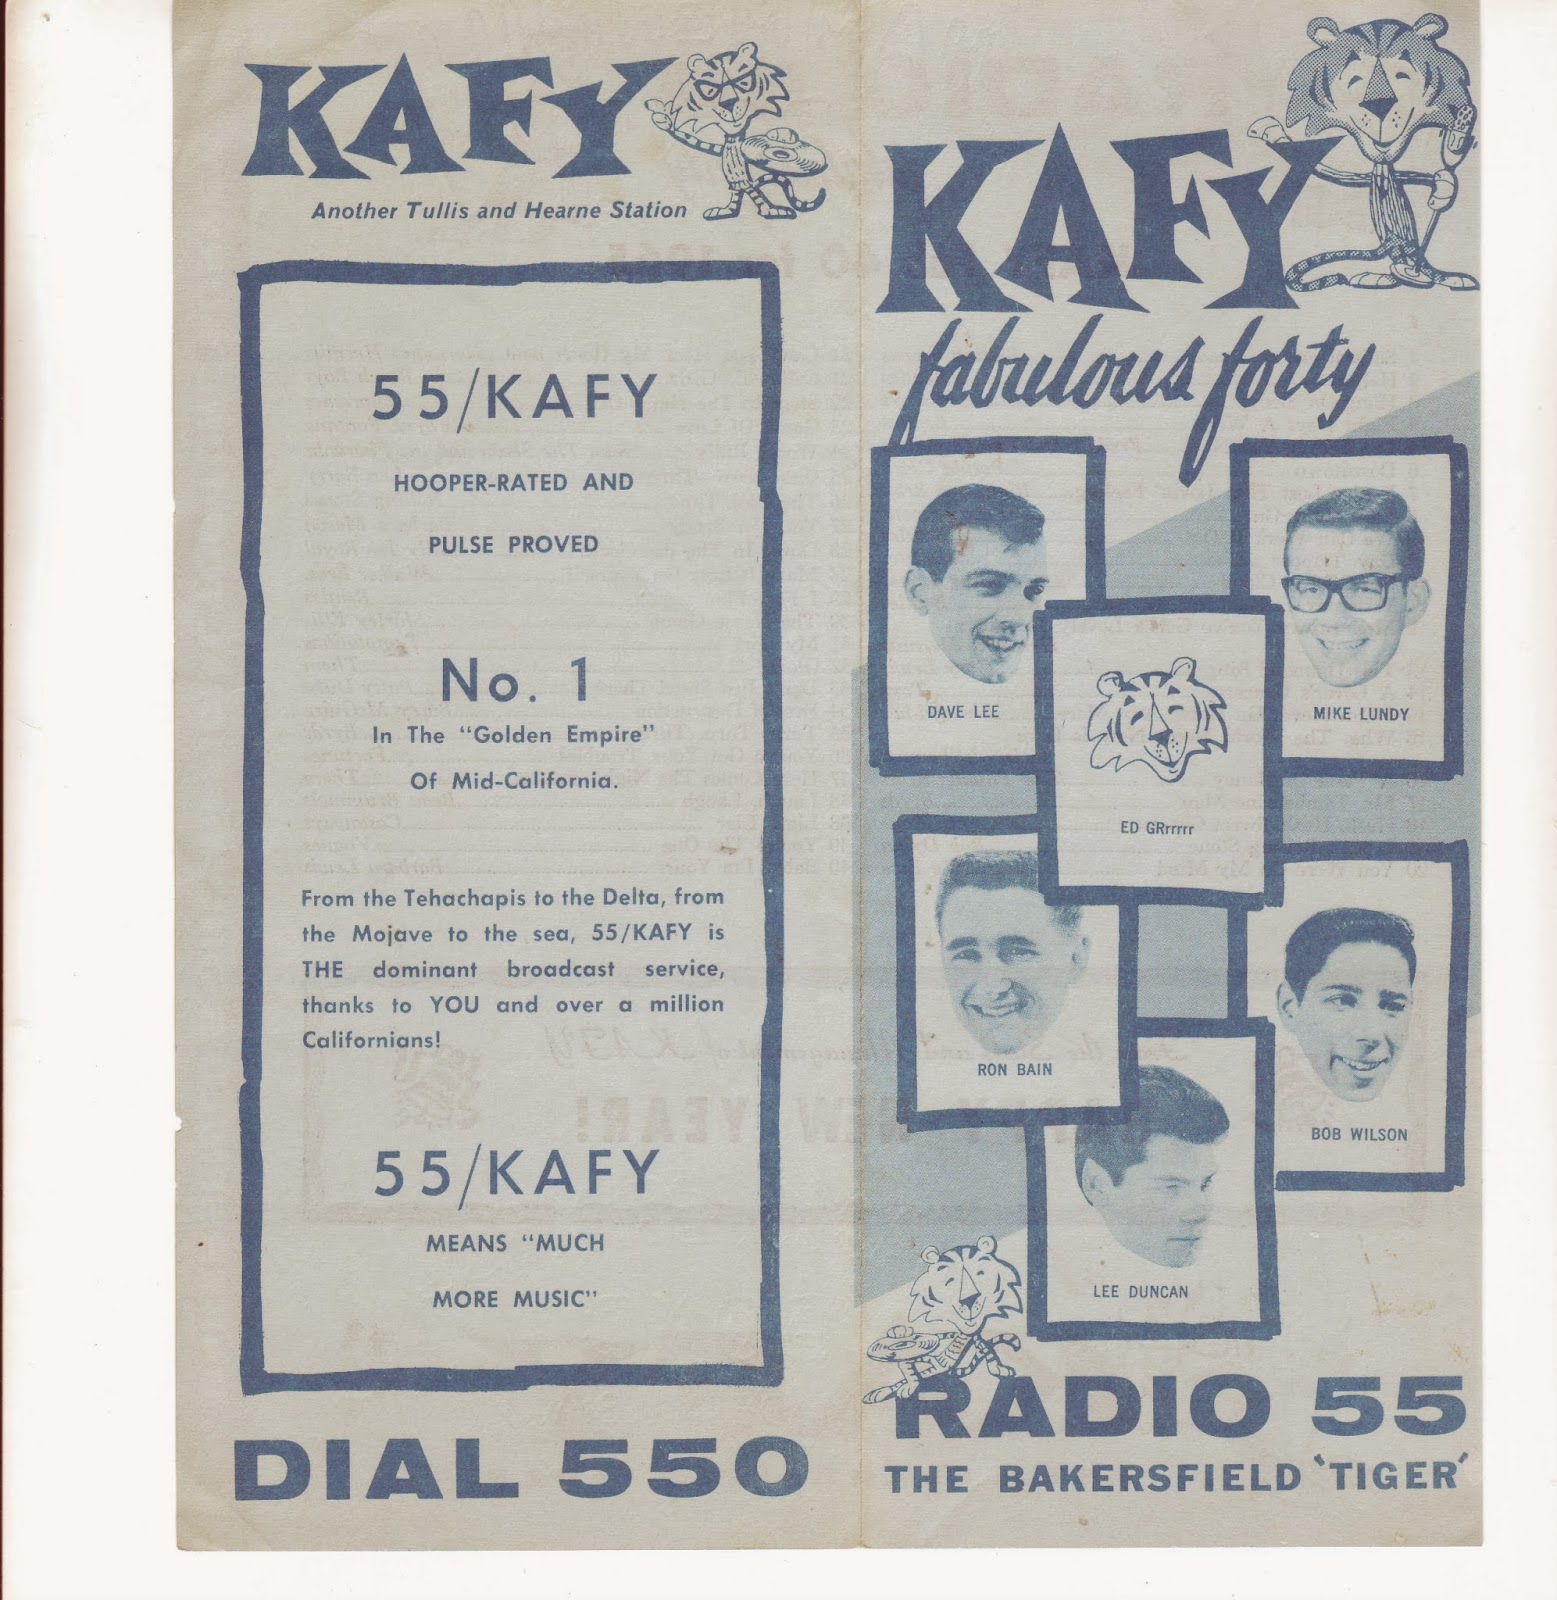 KAFY
Another Tullis and Hearne Station
55/KAFY
HOOPER-RATED AND
PULSE PROVED
No. 1
In The "Golden Empire"
Of Mid-California.
From the Tehachapis to the Delta, from
the Mojave to the sea, 55/KAFY is
THE dominant broadcast service,
thanks to YOU and over a million
Californians!
55/KAFY
MEANS "MUCH
MORE MUSIC"
DIAL 550
KAFY
fabulous forty
DAVE LEE
MIKE LUNDY
ED GRrrrrr
RON BAIN
BOB WILSON
LEE DUNCAN
RADIO 55
THE BAKERSFIELD 'TIGER'